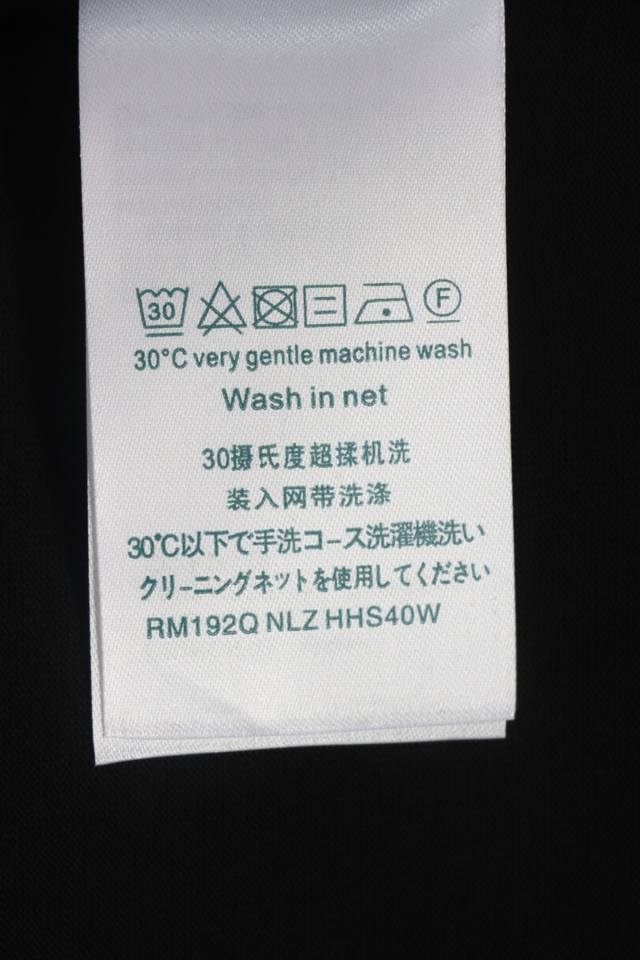 30 F
30°C very gentle machine wash
Wash in net
30摄氏度超揉机洗
装入网带洗涤
30℃以下で手洗コース洗濯機洗い
クリーニングネットを使用してください
RM192Q NLZ HHS40W